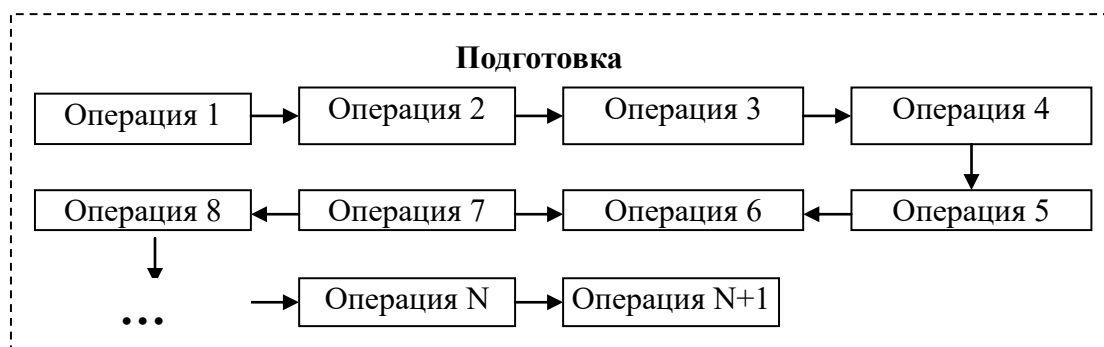 Подготовка
Операция 1
Операция 2
Операция 3
Операция 4
Операция 8
Операция 7
Операция 6
Операция 5
...
Операция N
Операция N+1